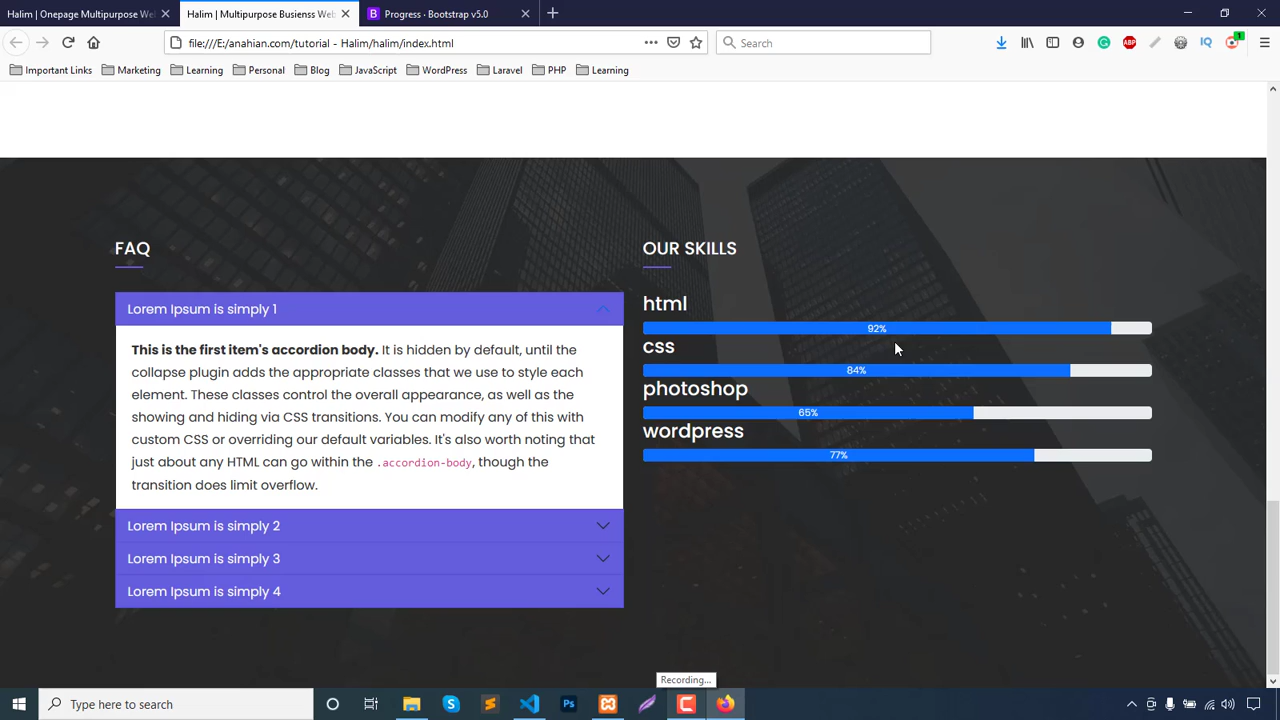 Halim | Onepage Multipurpose We
Halim | Multipurpose Busienss Web
Progress · Bootstrap v5.0
file:///E:/anahian.com/tutorial - Halim/halim/index.html
Search
ABP
IQ
1
Important Links
Marketing
Learning
Personal
Blog
JavaScript
WordPress
Laravel
PHP
Learning
FAQ
Lorem Ipsum is simply 1
This is the first item's accordion body. It is hidden by default, until the
collapse plugin adds the appropriate classes that we use to style each
element. These classes control the overall appearance, as well as the
showing and hiding via CSS transitions. You can modify any of this with
custom CSS or overriding our default variables. It's also worth noting that
just about any HTML can go within the .accordion-body, though the
transition does limit overflow.
Lorem Ipsum is simply 2
Lorem Ipsum is simply 3
Lorem Ipsum is simply 4
OUR SKILLS
html
92%
css
84%
photoshop
65%
wordpress
77%
Recording...
Type here to search
Ps